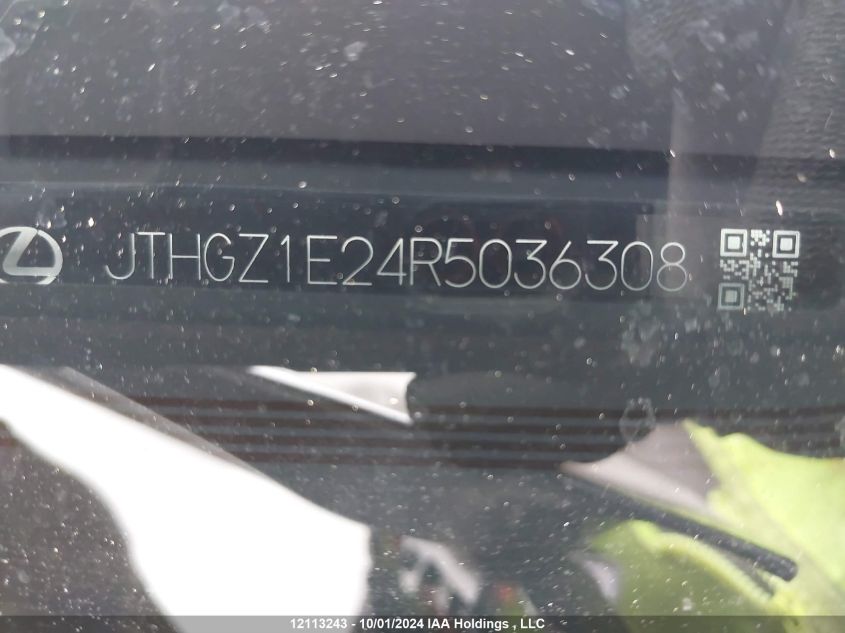 JTHGZ1E24R5036308
12113243 - 10/01/2024 IAA Holdings , LLC